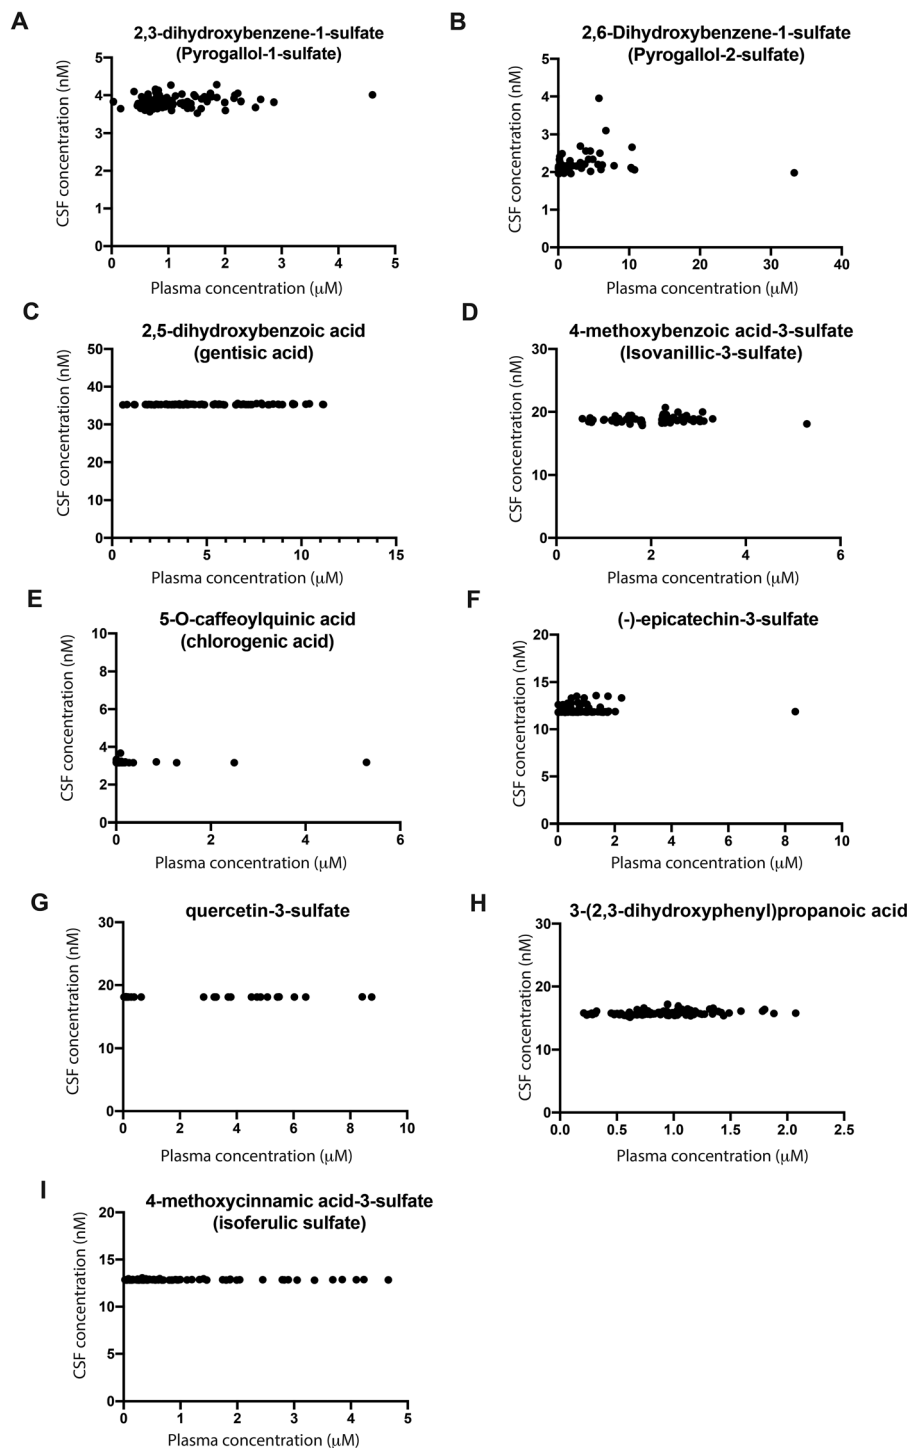 A
2,3-dihydroxybenzene-1-sulfate
(Pyrogallol-1-sulfate)
CSF concentration (nM)
5
4
3
2
1
0
0 1 2 3 4 5
Plasma concentration (μM)
B
2,6-Dihydroxybenzene-1-sulfate
(Pyrogallol-2-sulfate)
CSF concentration (nM)
5
4
3
2
1
0
0 10 20 30 40
Plasma concentration (μM)
C
2,5-dihydroxybenzoic acid
(gentisic acid)
CSF concentration (nM)
50
40
30
20
10
0
0 5 10 15
Plasma concentration (μM)
D
4-methoxybenzoic acid-3-sulfate
(Isovanillic-3-sulfate)
CSF concentration (nM)
30
20
10
0
0 2 4 6
Plasma concentration (μM)
E
5-O-caffeoylquinic acid
(chlorogenic acid)
CSF concentration (nM)
10
8
6
4
2
0
0 2 4 6
Plasma concentration (μM)
F
(-)-epicatechin-3-sulfate
CSF concentration (nM)
20
15
10
5
0
0 2 4 6 8 10
Plasma concentration (μM)
G
quercetin-3-sulfate
CSF concentration (nM)
30
20
10
0
0 2 4 6 8 10
Plasma concentration (μM)
H
3-(2,3-dihydroxyphenyl)propanoic acid
CSF concentration (nM)
30
20
10
0
0.0 0.5 1.0 1.5 2.0 2.5
Plasma concentration (μM)
I
4-methoxycinnamic acid-3-sulfate
(isoferulic sulfate)
CSF concentration (nM)
20
15
10
5
0
0 1 2 3 4 5
Plasma concentration (μM)